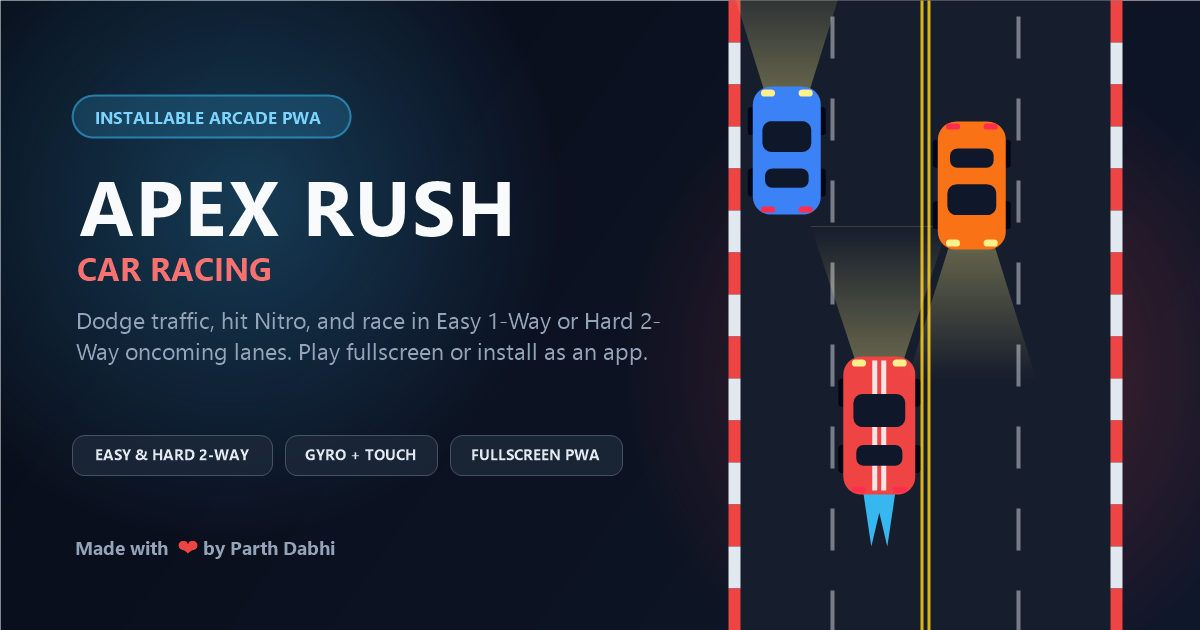 INSTALLABLE ARCADE PWA
APEX RUSH
CAR RACING
Dodge traffic, hit Nitro, and race in Easy 1-Way or Hard 2-
Way oncoming lanes. Play fullscreen or install as an app.
EASY & HARD 2-WAY GYRO + TOUCH FULLSCREEN PWA
Made with ❤ by Parth Dabhi